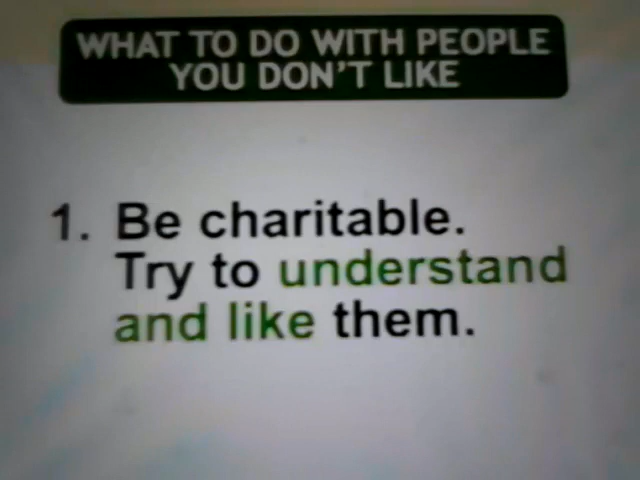 WHAT TO DO WITH PEOPLE
YOU DON'T LIKE
1. Be charitable.
Try to understand
and like them.